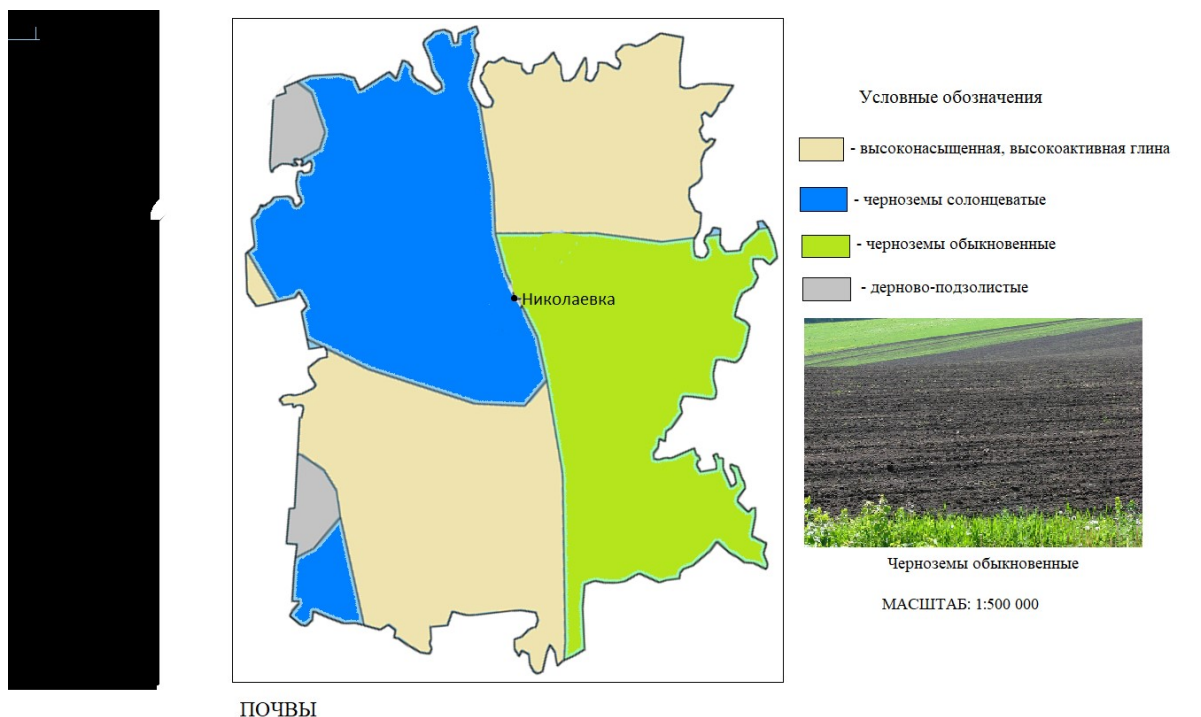 Условные обозначения
- высоконасыщенная, высокоактивная глина
- черноземы солонцеватые
- черноземы обыкновенные
- дерново-подзолистые
Николаевка
Черноземы обыкновенные
МАСШТАБ: 1:500 000
ПОЧВЫ